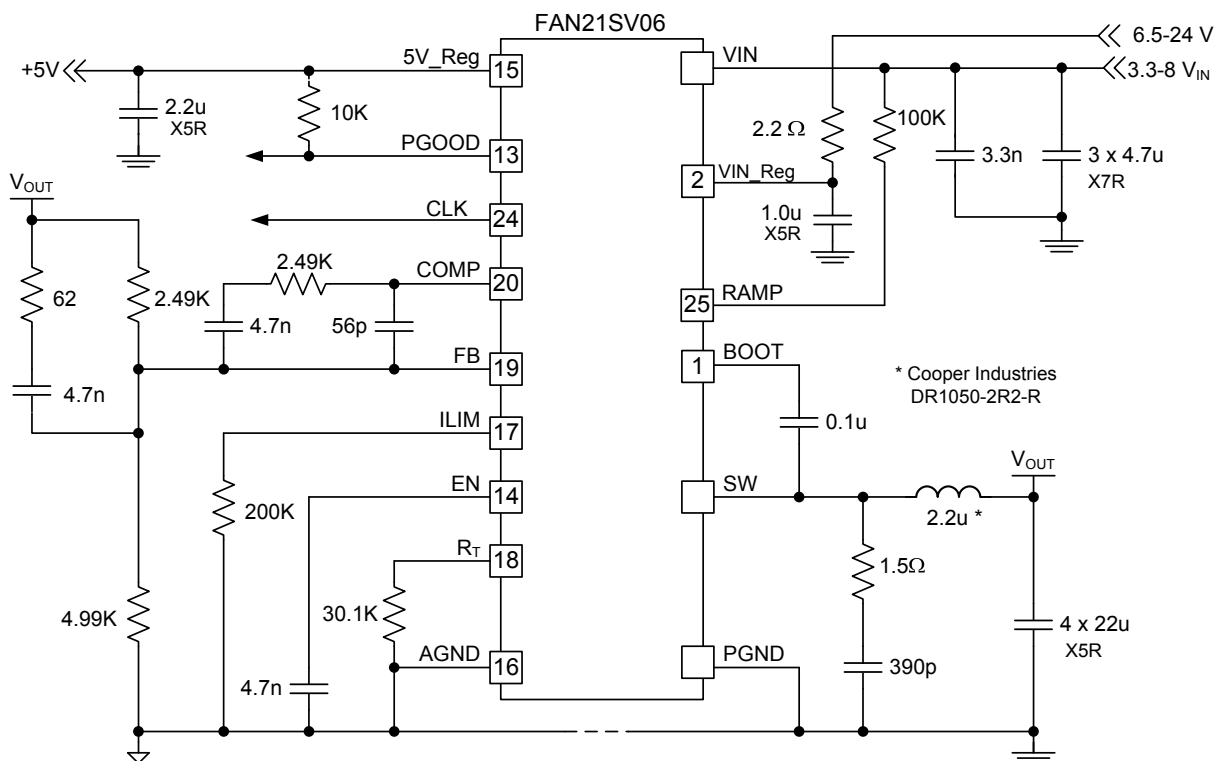 FAN21SV06
+5V
5V_Reg
15
2.2u
X5R
10K
PGOOD
13
CLK
24
VOUT
62
2.49K
4.7n
2.49K
COMP
20
4.7n
56p
FB
19
ILIM
17
200K
EN
14
RT
18
30.1K
4.99K
AGND
16
4.7n
VIN
6.5-24 V
3.3-8 VIN
2.2 Ω
100K
3.3n
3 x 4.7u
X7R
2
VIN_Reg
1.0u
X5R
25
RAMP
1
BOOT
0.1u
* Cooper Industries
DR1050-2R2-R
SW
VOUT
2.2u *
1.5Ω
4 x 22u
X5R
390p
PGND